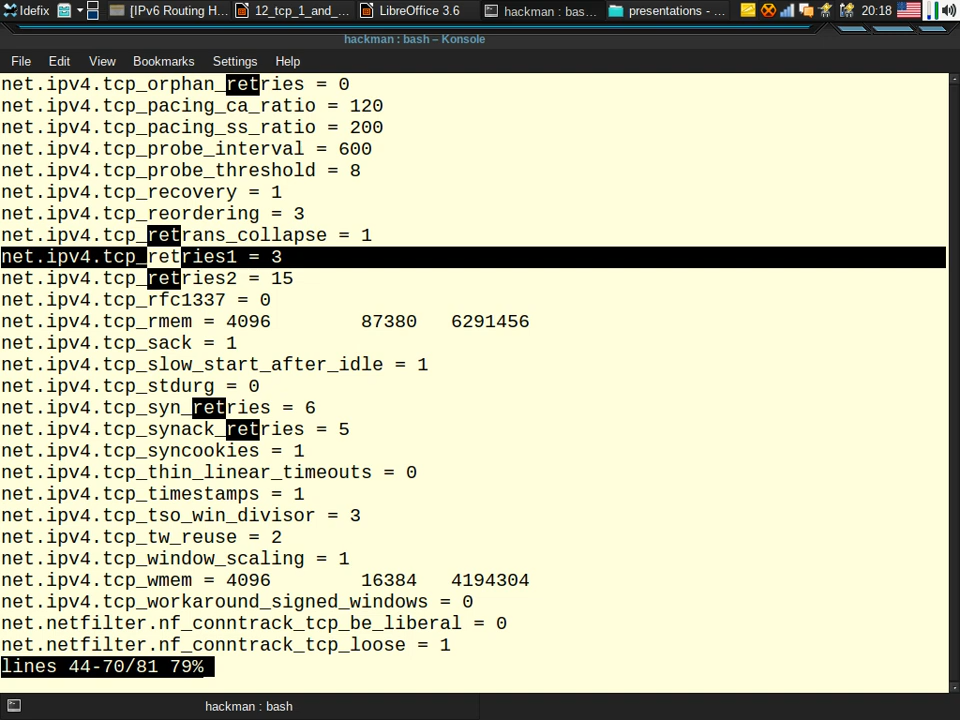 Idefix
[IPv6 Routing H...
12_tcp_1_and_...
LibreOffice 3.6
hackman : bas...
presentations - ...
20:18
hackman : bash – Konsole
File Edit View Bookmarks Settings Help
net.ipv4.tcp_orphan_retries = 0
net.ipv4.tcp_pacing_ca_ratio = 120
net.ipv4.tcp_pacing_ss_ratio = 200
net.ipv4.tcp_probe_interval = 600
net.ipv4.tcp_probe_threshold = 8
net.ipv4.tcp_recovery = 1
net.ipv4.tcp_reordering = 3
net.ipv4.tcp_retrans_collapse = 1
net.ipv4.tcp_retries1 = 3
net.ipv4.tcp_retries2 = 15
net.ipv4.tcp_rfc1337 = 0
net.ipv4.tcp_rmem = 4096 87380 6291456
net.ipv4.tcp_sack = 1
net.ipv4.tcp_slow_start_after_idle = 1
net.ipv4.tcp_stdurg = 0
net.ipv4.tcp_syn_retries = 6
net.ipv4.tcp_synack_retries = 5
net.ipv4.tcp_syncookies = 1
net.ipv4.tcp_thin_linear_timeouts = 0
net.ipv4.tcp_timestamps = 1
net.ipv4.tcp_tso_win_divisor = 3
net.ipv4.tcp_tw_reuse = 2
net.ipv4.tcp_window_scaling = 1
net.ipv4.tcp_wmem = 4096 16384 4194304
net.ipv4.tcp_workaround_signed_windows = 0
net.netfilter.nf_conntrack_tcp_be_liberal = 0
net.netfilter.nf_conntrack_tcp_loose = 1
lines 44-70/81 79%
hackman : bash